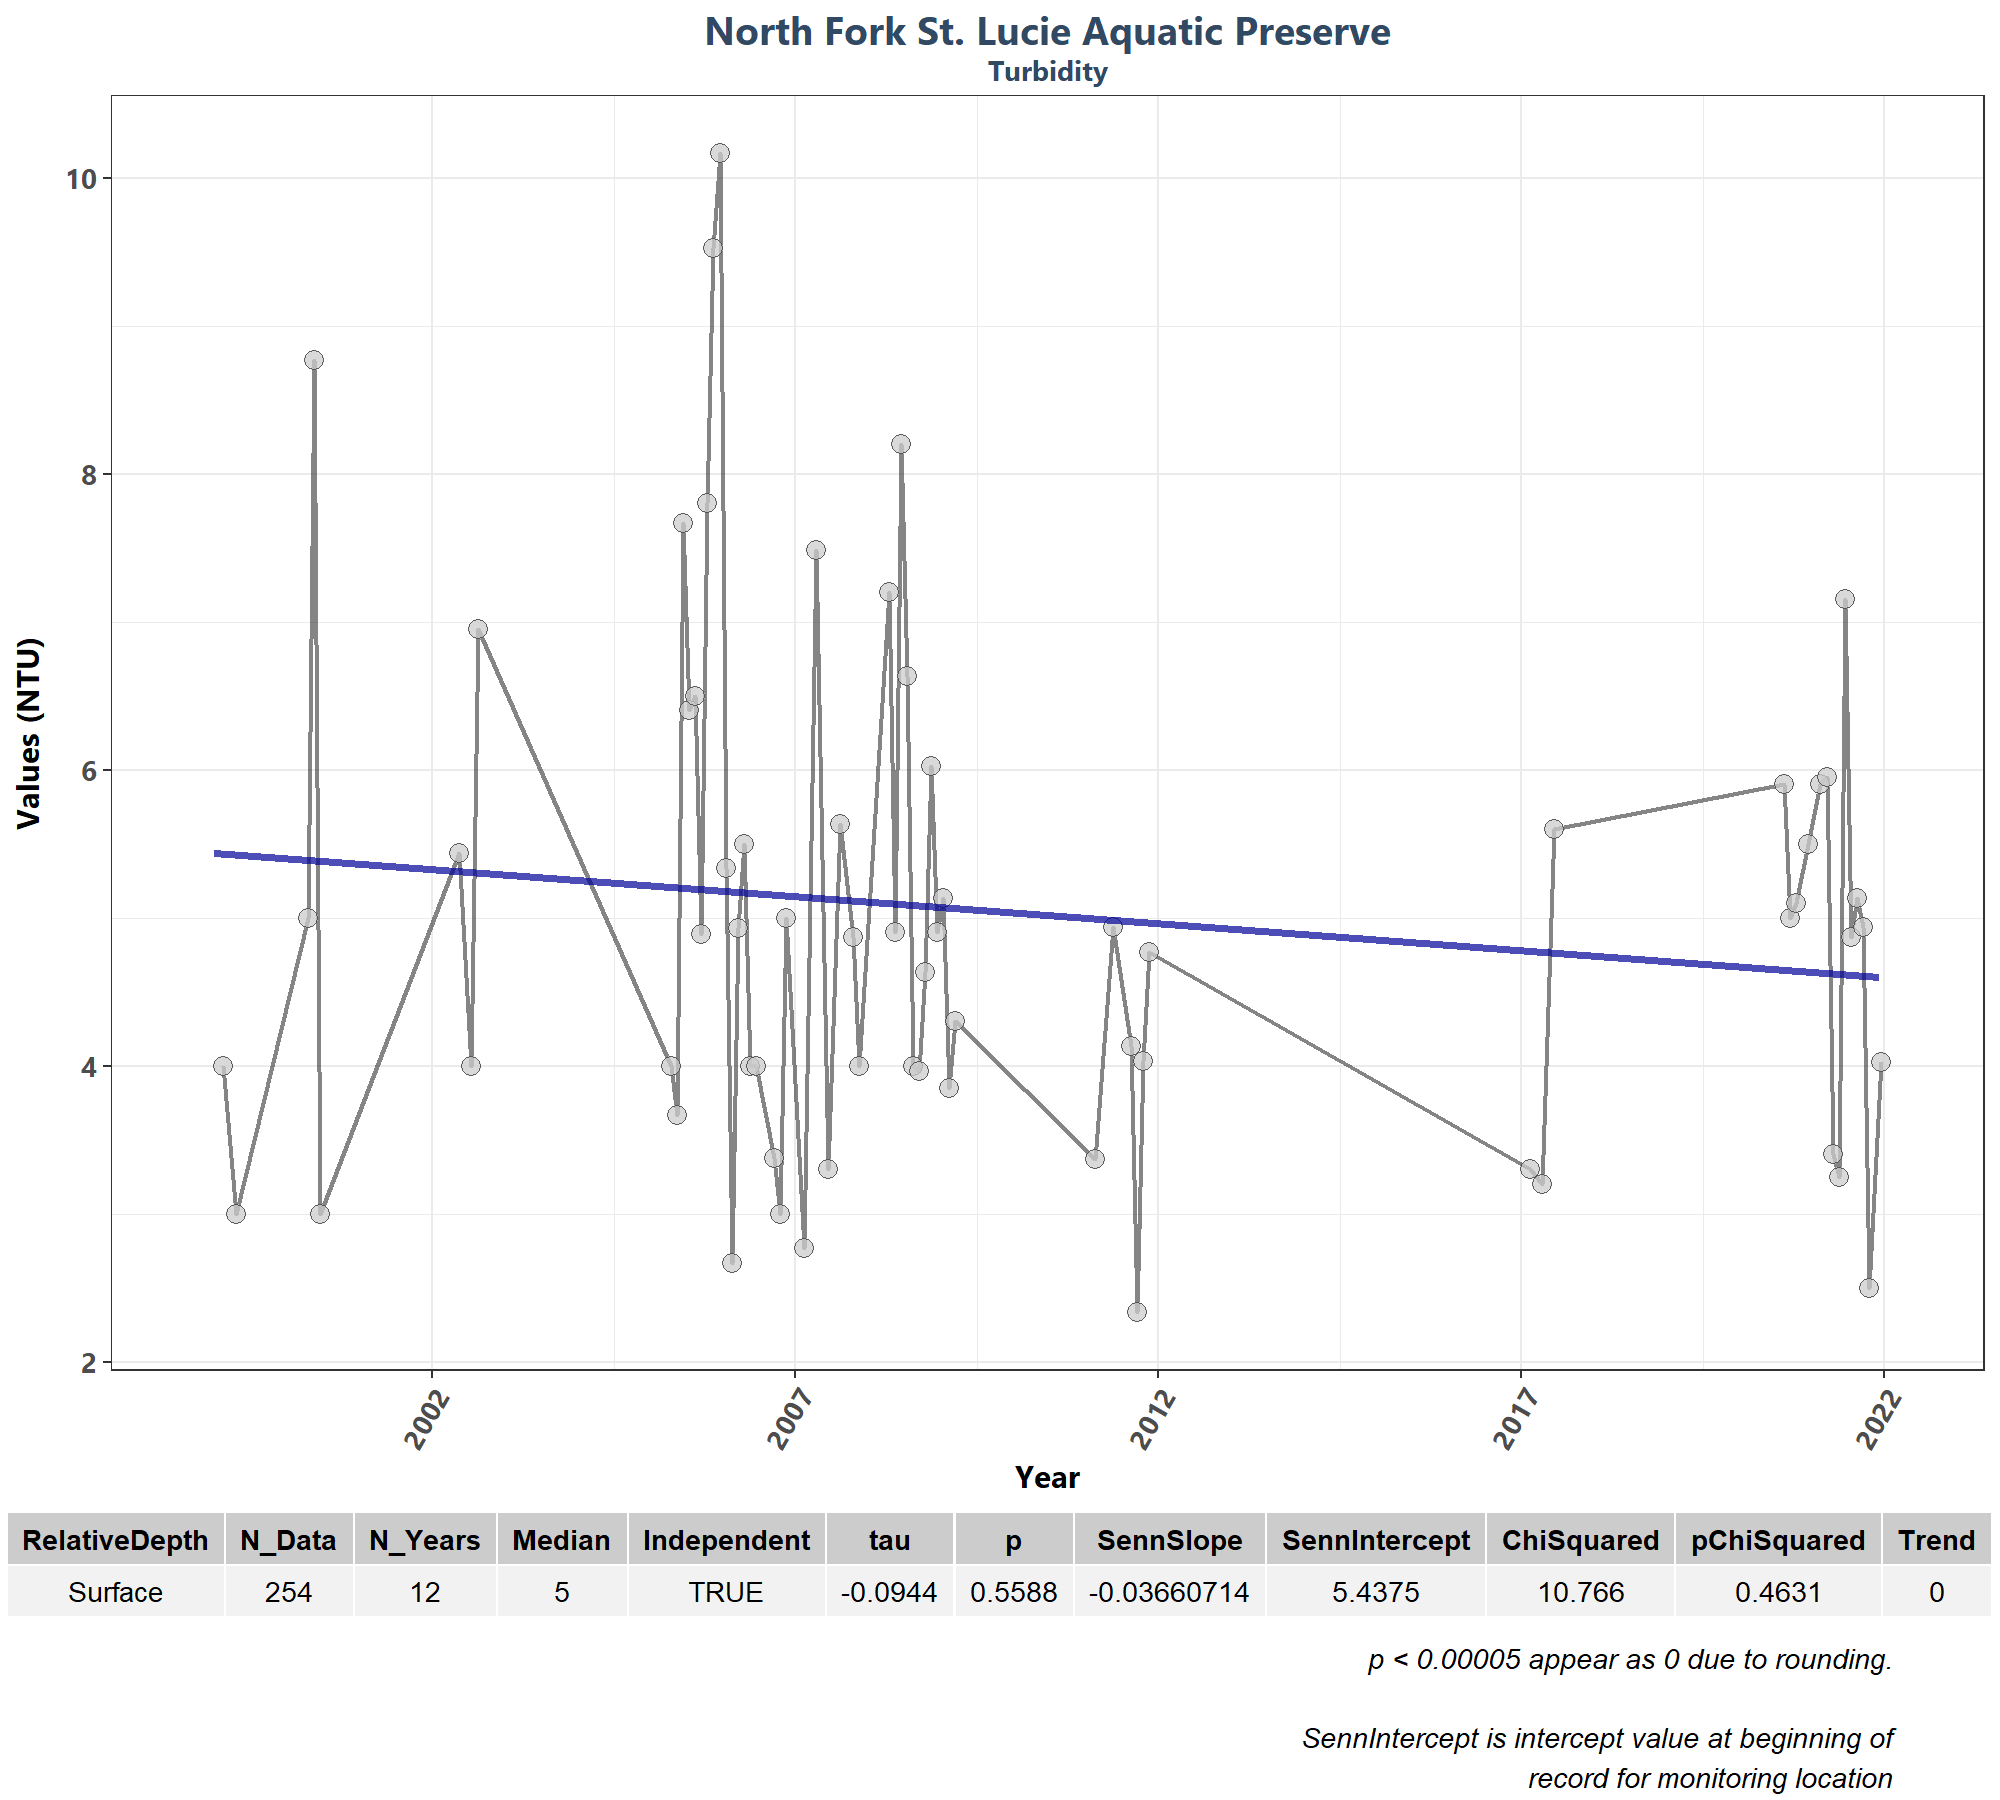 North Fork St. Lucie Aquatic Preserve
Turbidity
Values (NTU)
10
8
6
4
2
2002 2007 2012 2017 2022
Year
RelativeDepth N_Data N_Years Median Independent tau p SennSlope SennIntercept ChiSquared pChiSquared Trend
Surface 254 12 5 TRUE -0.0944 0.5588 -0.03660714 5.4375 10.766 0.4631 0
p < 0.00005 appear as 0 due to rounding.
SennIntercept is intercept value at beginning of
record for monitoring location